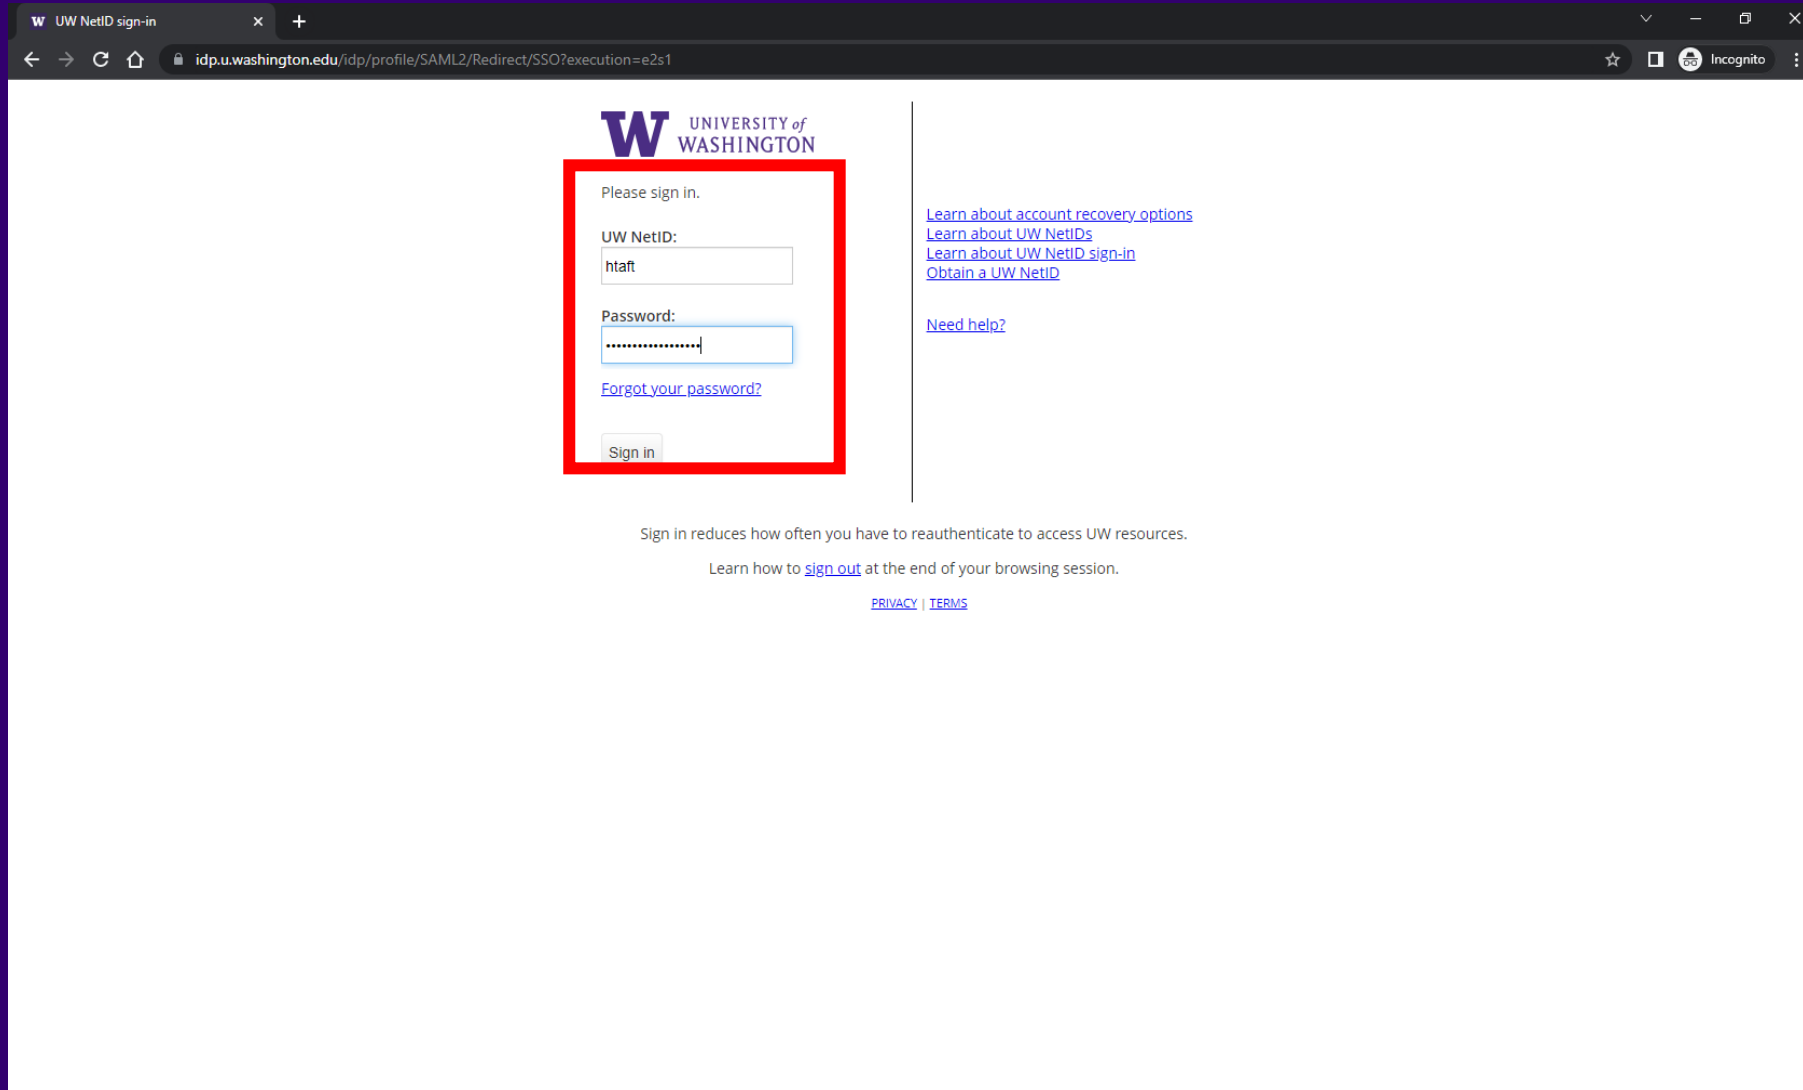 W UW NetID sign-in
idp.u.washington.edu/idp/profile/SAML2/Redirect/SSO?execution=e2s1
Incognito
W UNIVERSITY of
WASHINGTON
Please sign in.
UW NetID:
htaft
Password:
••••••••••••••••••
Forgot your password?
Sign in
Learn about account recovery options
Learn about UW NetIDs
Learn about UW NetID sign-in
Obtain a UW NetID
Need help?
Sign in reduces how often you have to reauthenticate to access UW resources.
Learn how to sign out at the end of your browsing session.
PRIVACY | TERMS